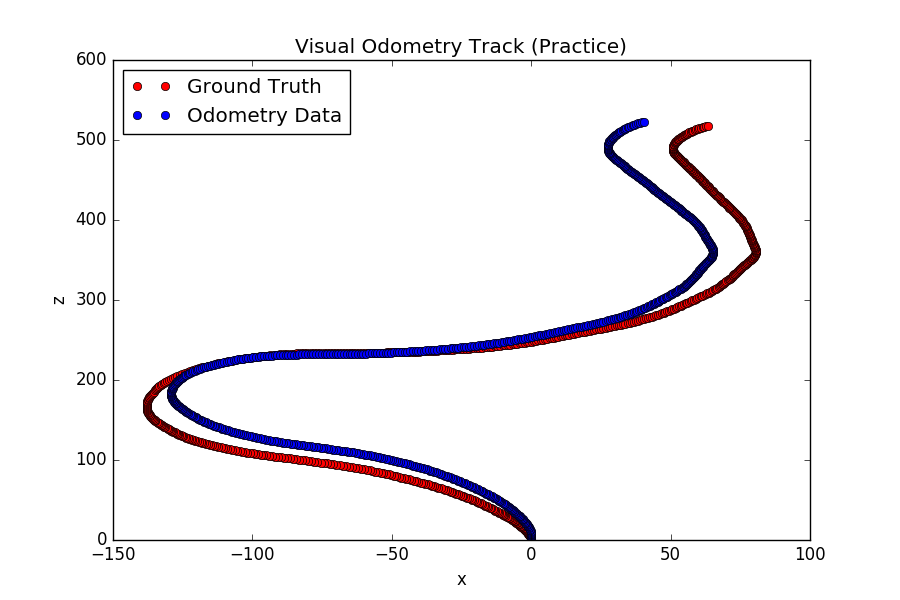 Visual Odometry Track (Practice)
600
Ground Truth
Odometry Data
500
400
z
300
200
100
0
−150 −100 −50 0 50 100
x